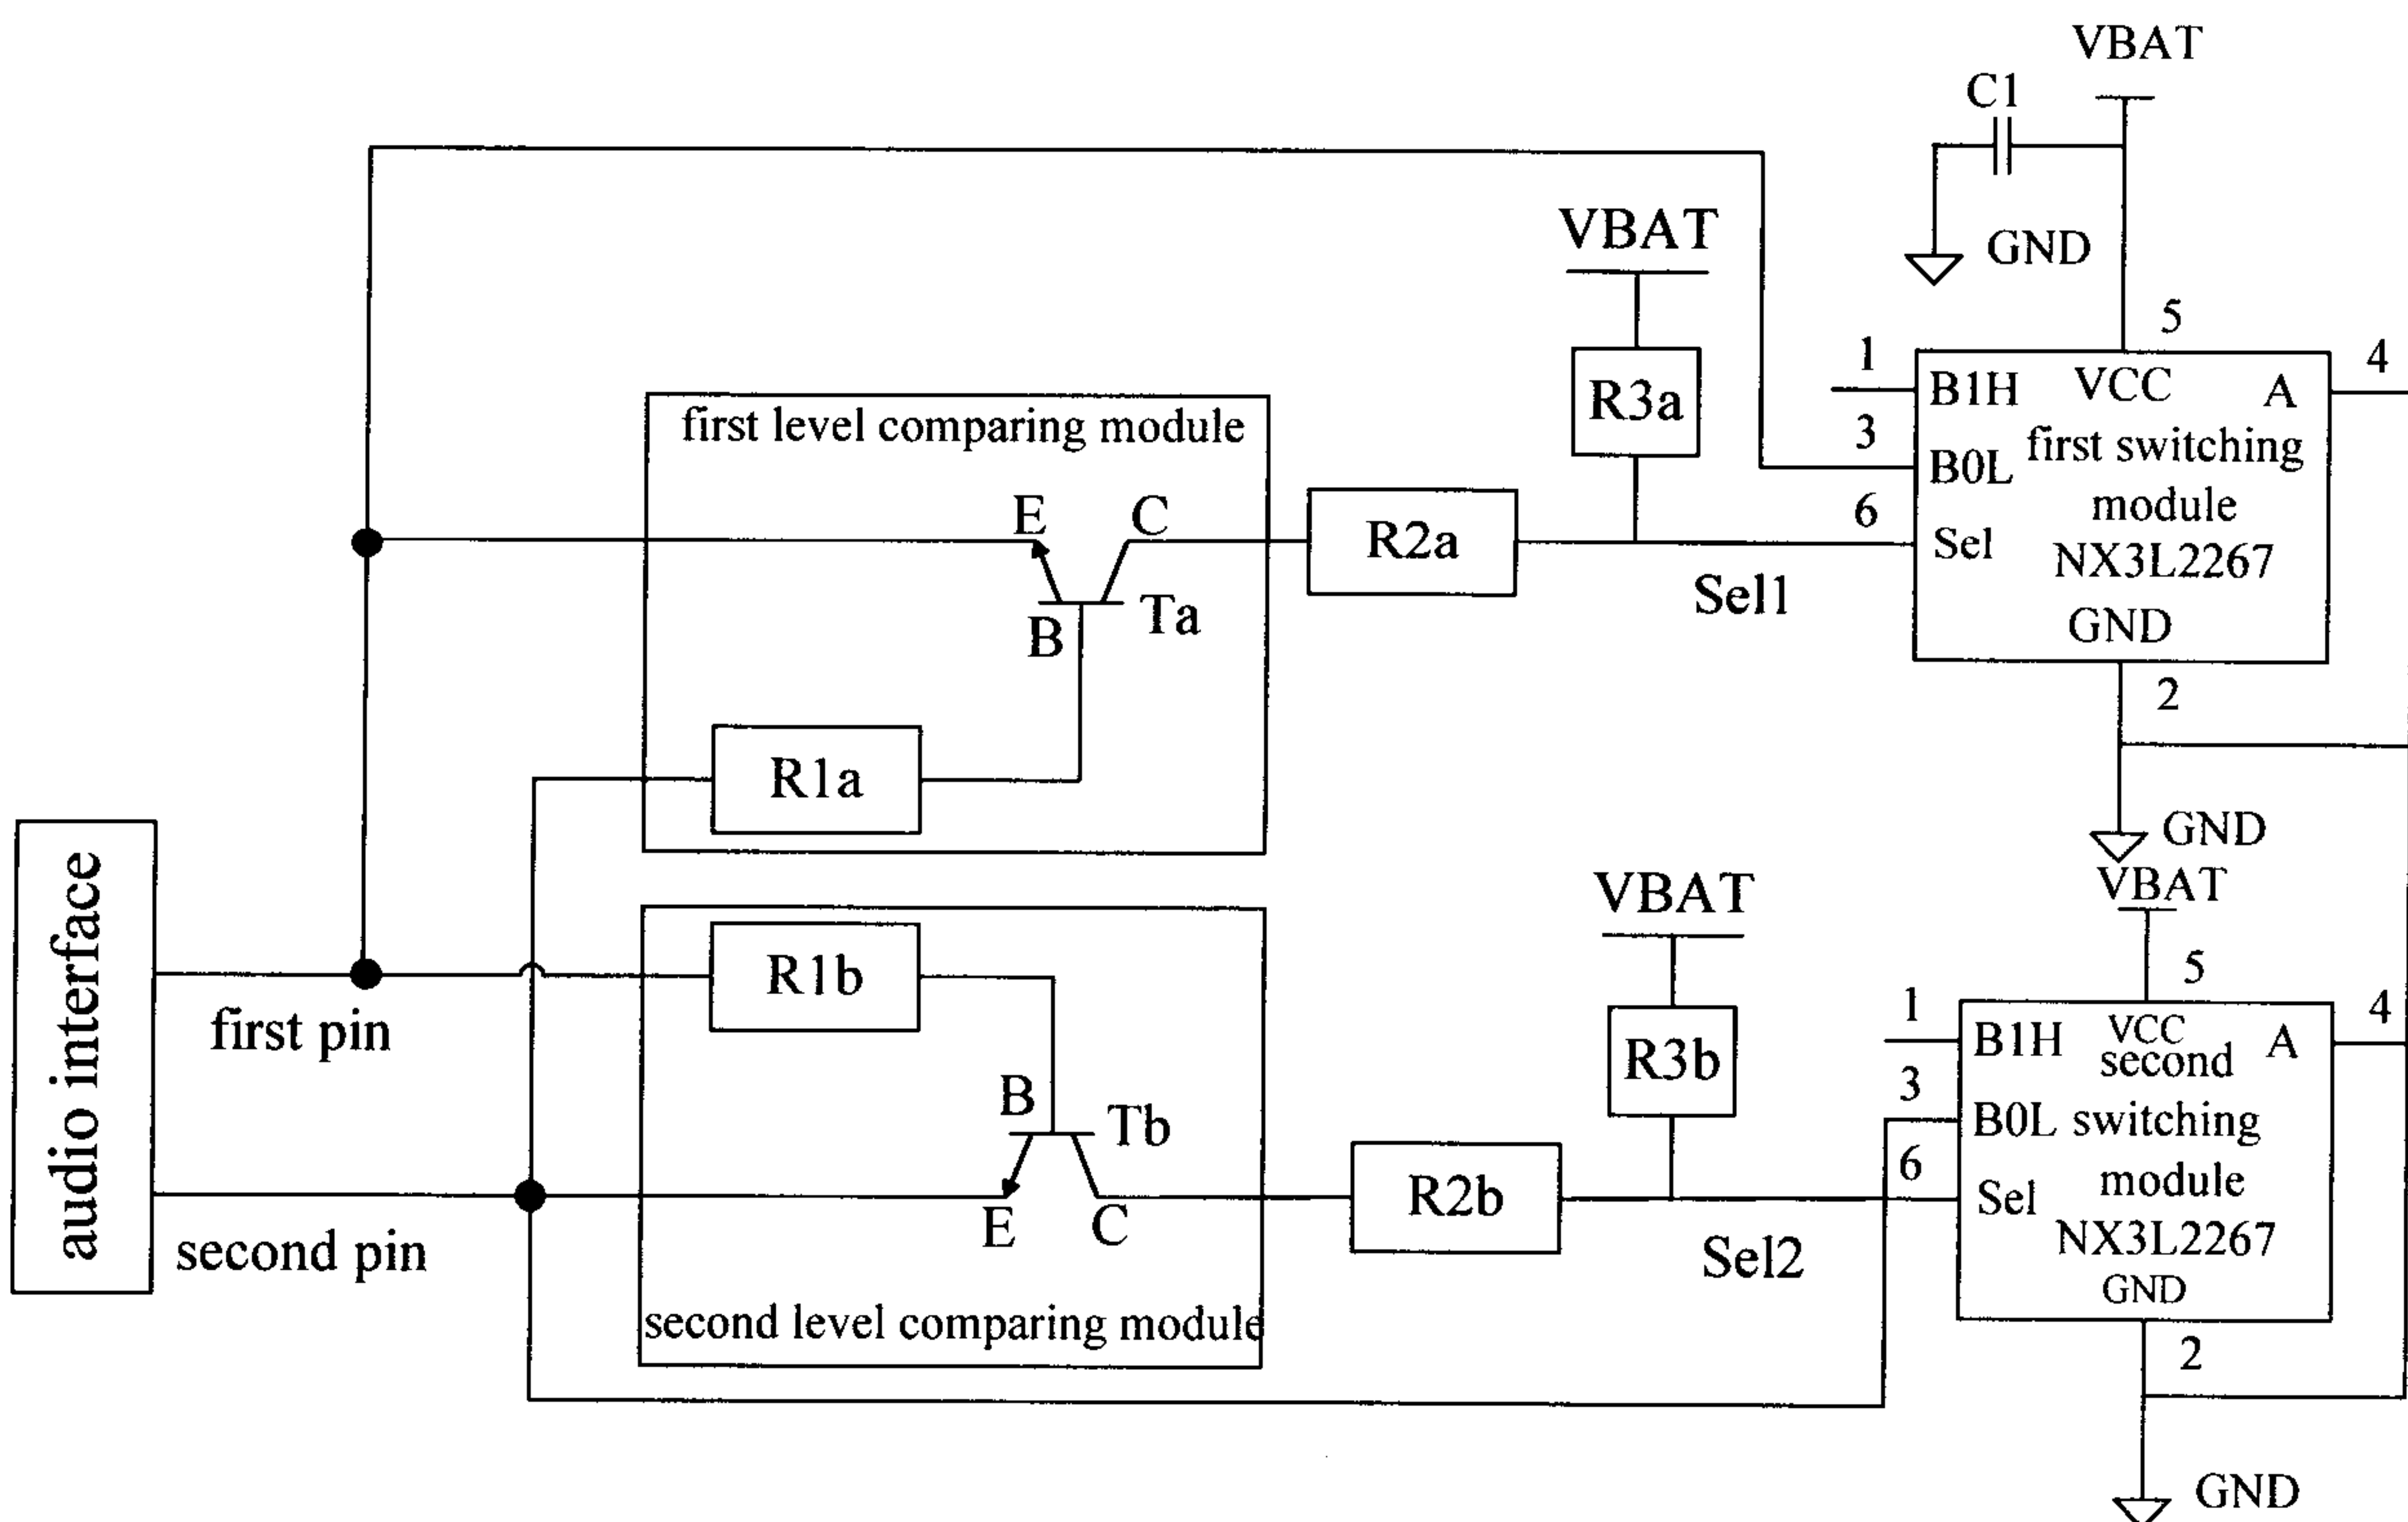 VBAT
C1
GND
VBAT
R3a
5
1
B1H
VCC
A
4
3
B0L
first switching
module
NX3L2267
6
Sel
GND
2
GND
first level comparing module
E
C
B
Ta
R2a
Sel1
R1a
audio interface
first pin
second pin
R1b
B
Tb
E
C
second level comparing module
VBAT
R3b
R2b
Sel2
VBAT
5
1
B1H
VCC
A
4
second
3
B0L
switching
6
module
Sel
NX3L2267
GND
2
GND